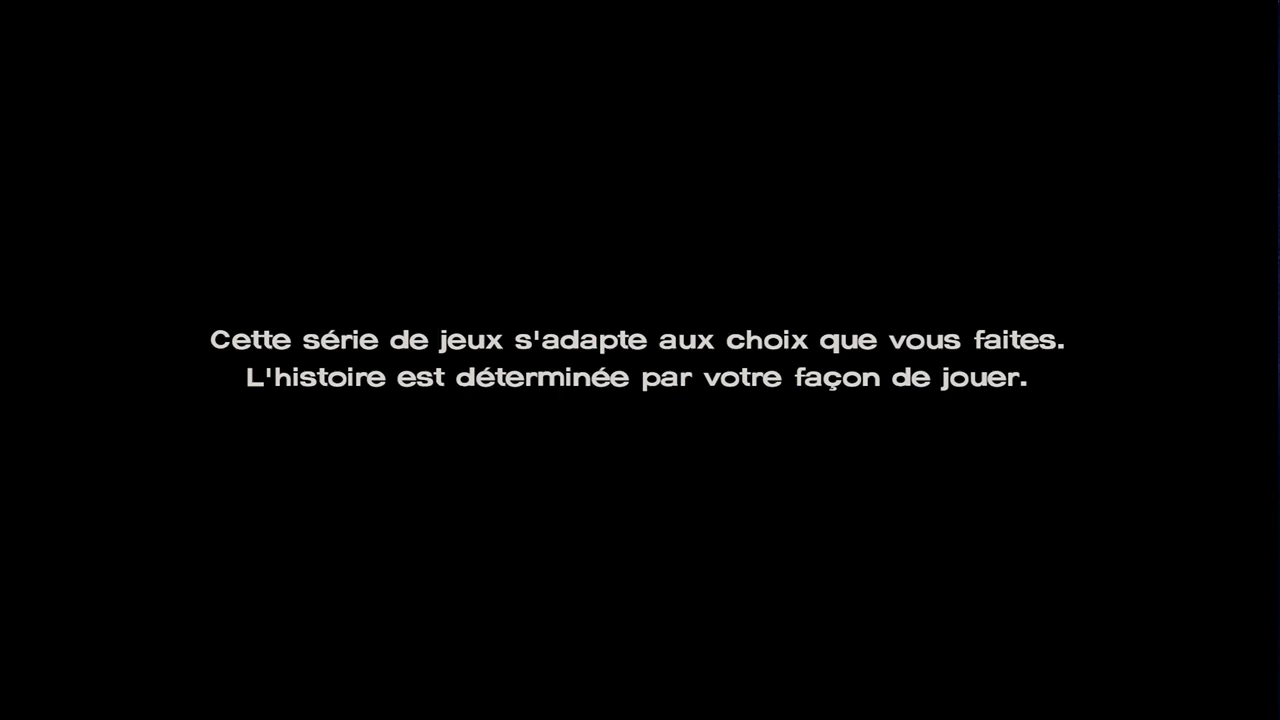 Cette série de jeux s'adapte aux choix que vous faites.
L'histoire est déterminée par votre façon de jouer.